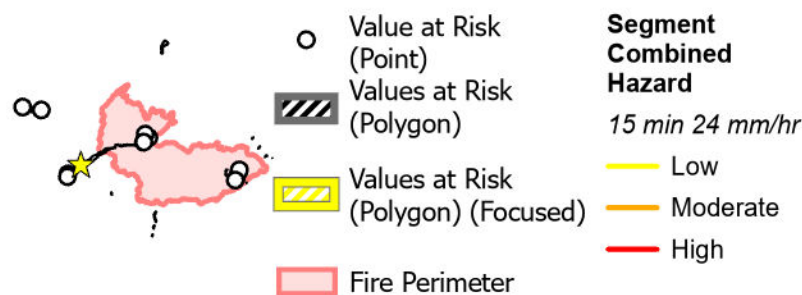 Value at Risk
(Point)
Values at Risk
(Polygon)
Values at Risk
(Polygon) (Focused)
Fire Perimeter
Segment
Combined
Hazard
15 min 24 mm/hr
Low
Moderate
High